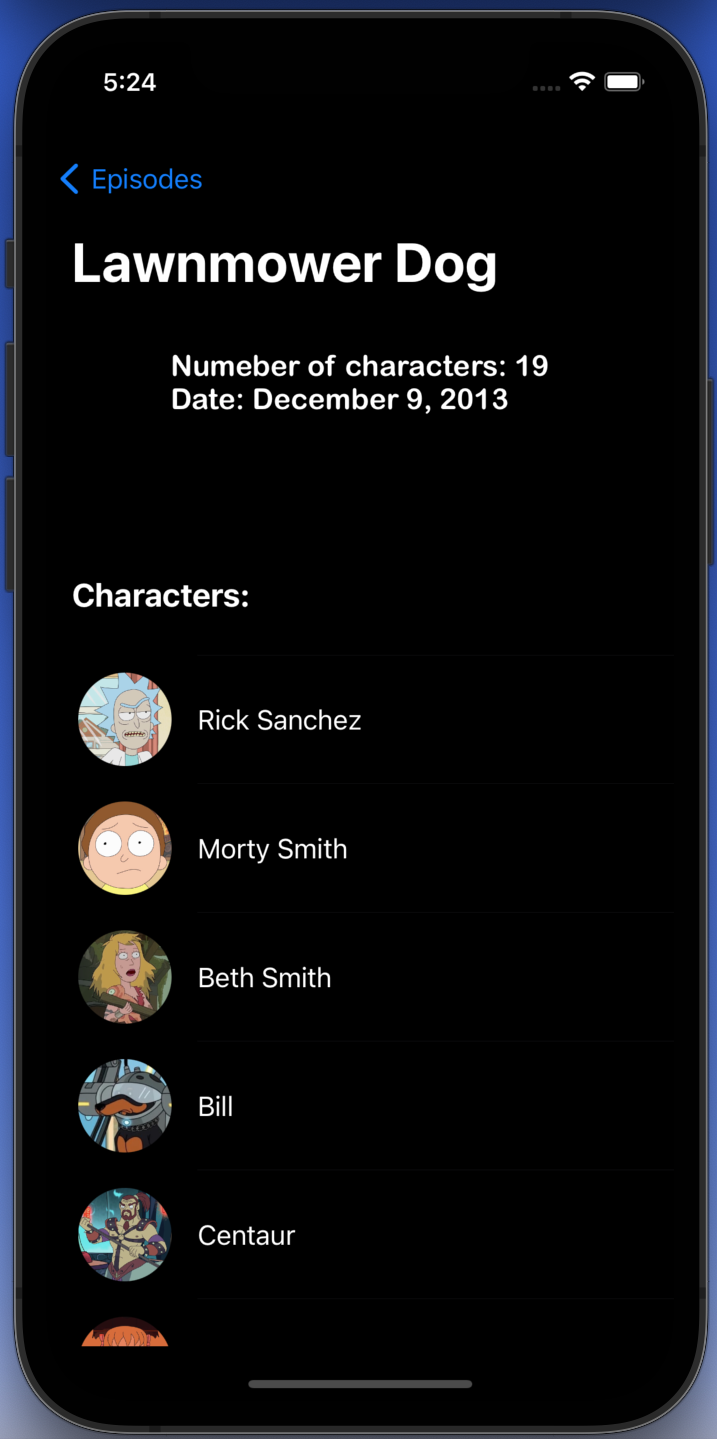 5:24
Episodes
Lawnmower Dog
Numeber of characters: 19
Date: December 9, 2013
Characters:
Rick Sanchez
Morty Smith
Beth Smith
Bill
Centaur